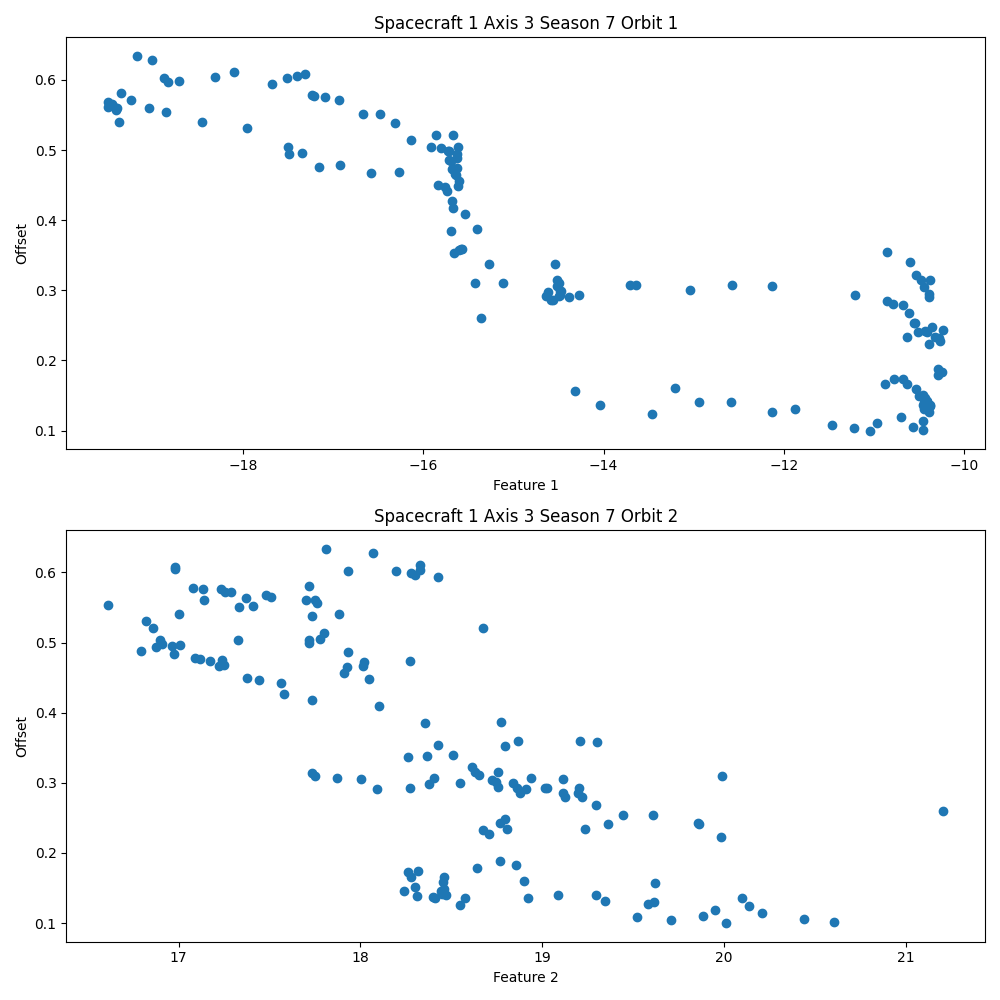 Spacecraft 1 Axis 3 Season 7 Orbit 1
0.6
0.5
0.4
0.3
0.2
0.1
Offset
−18 −16 −14 −12 −10
Feature 1
Spacecraft 1 Axis 3 Season 7 Orbit 2
0.6
0.5
0.4
0.3
0.2
0.1
Offset
17 18 19 20 21
Feature 2